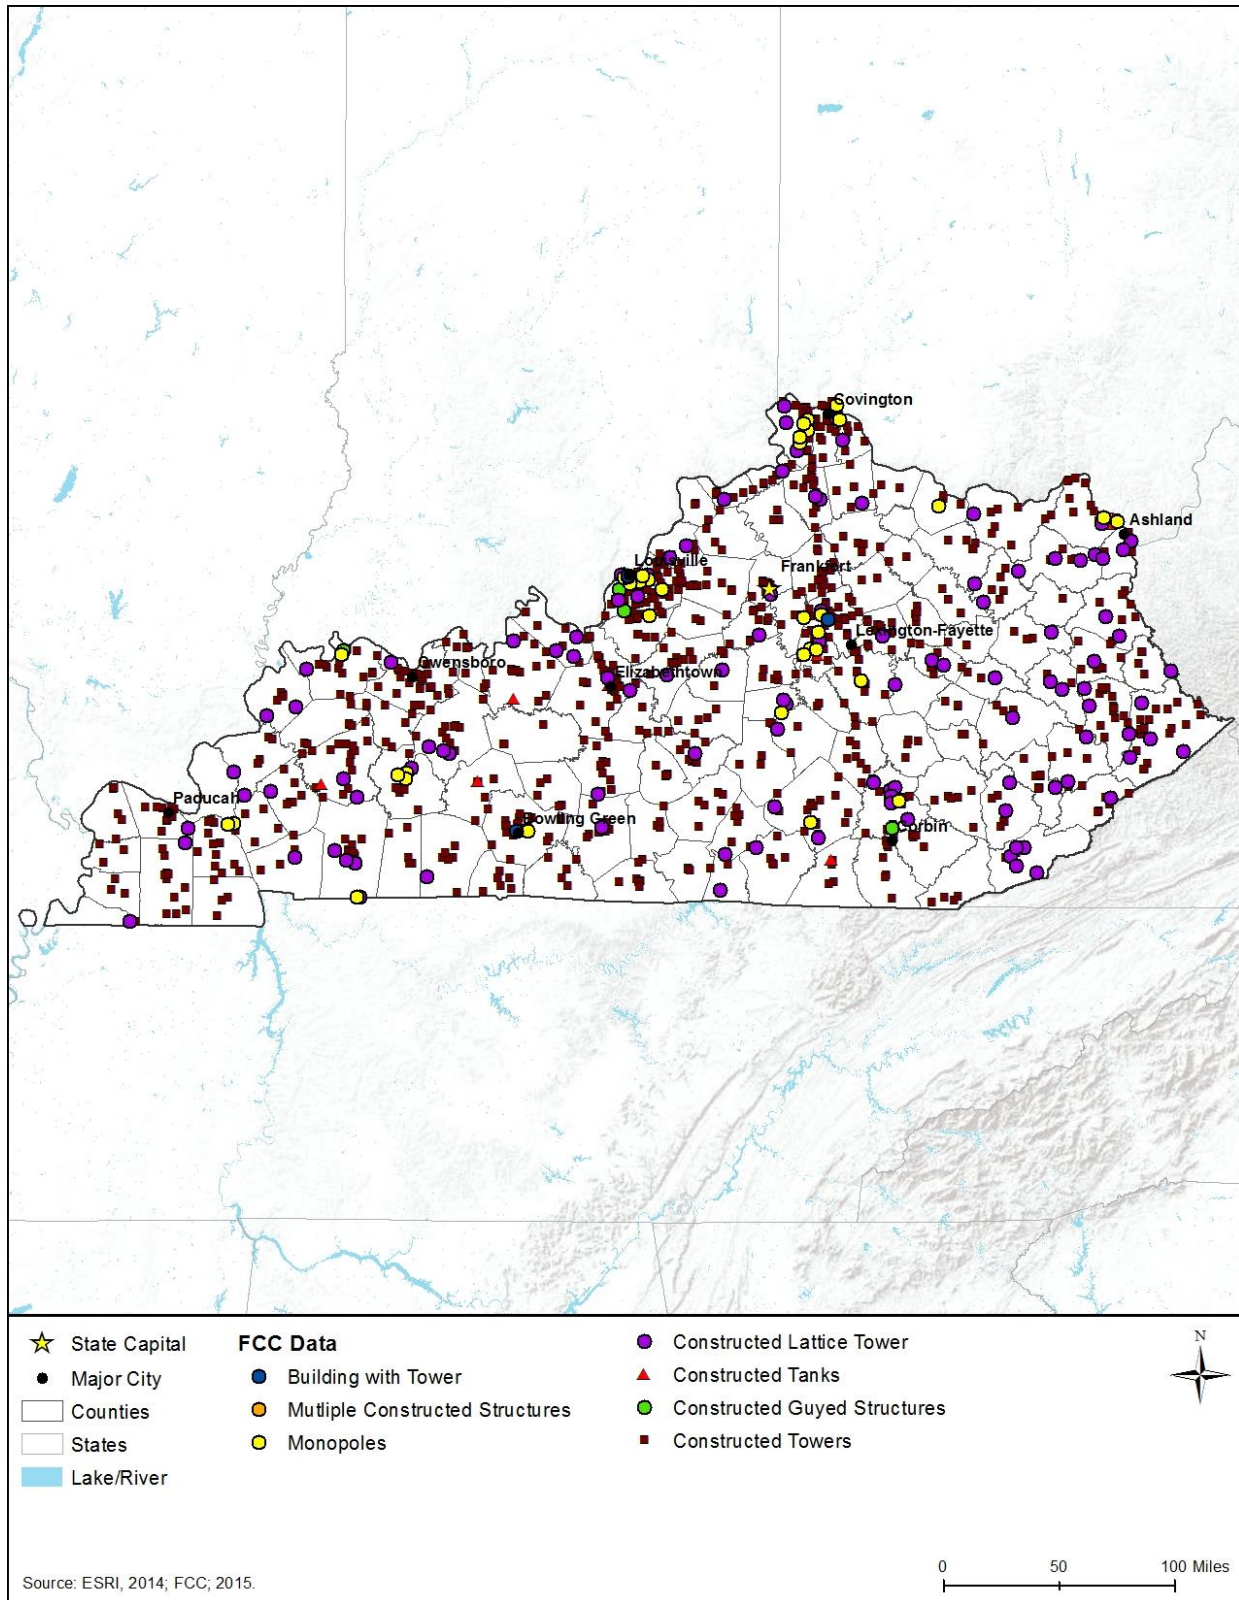 Covington
Ashland
Louisville
Frankfort
Lexington-Fayette
Owensboro
Elizabethtown
Paducah
Bowling Green
Corbin
State Capital
Major City
Counties
States
Lake/River
FCC Data
Building with Tower
Mutliple Constructed Structures
Monopoles
Constructed Lattice Tower
Constructed Tanks
Constructed Guyed Structures
Constructed Towers
N
0 50 100 Miles
Source: ESRI, 2014; FCC; 2015.